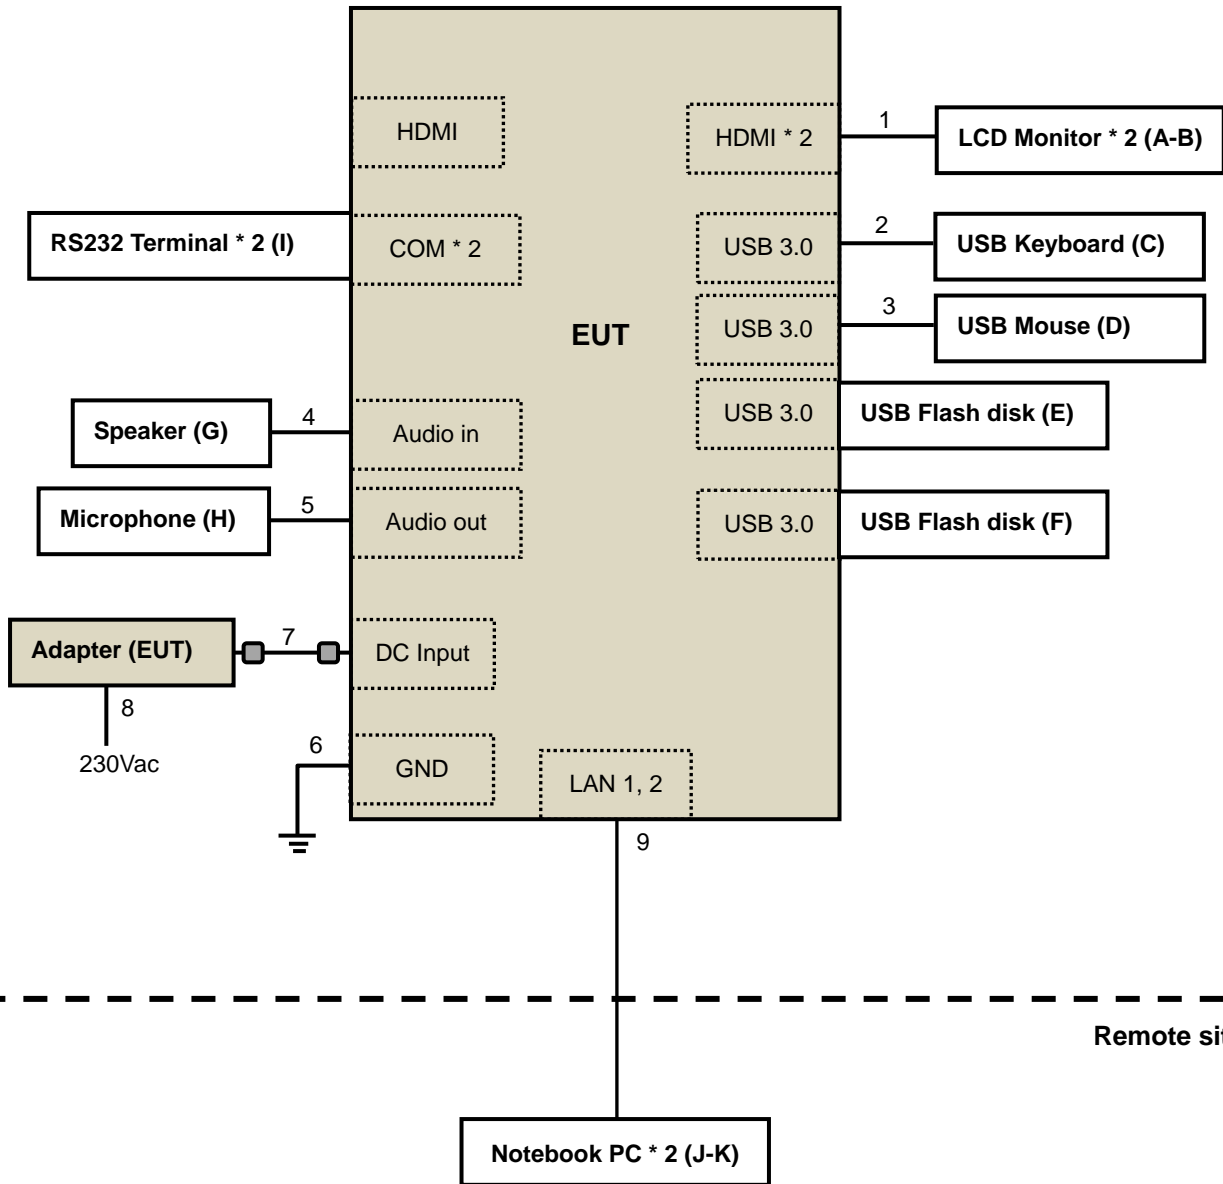 HDMI
HDMI * 2
1
LCD Monitor * 2 (A-B)
RS232 Terminal * 2 (I)
COM * 2
USB 3.0
2
USB Keyboard (C)
EUT
USB 3.0
3
USB Mouse (D)
USB 3.0
USB Flash disk (E)
Speaker (G)
4
Audio in
Microphone (H)
5
Audio out
USB 3.0
USB Flash disk (F)
Adapter (EUT)
7
DC Input
8
230Vac
6
GND
LAN 1, 2
9
Remote sit
Notebook PC * 2 (J-K)